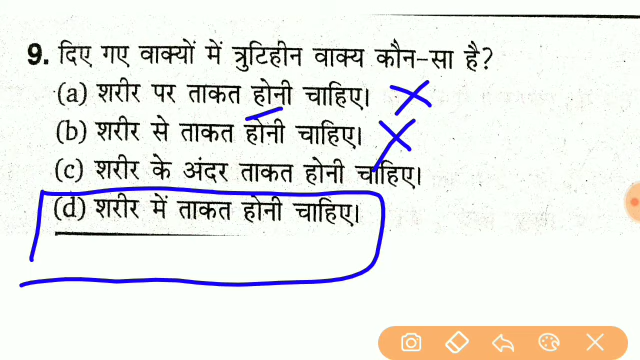 9. दिए गए वाक्यों में त्रुटिहीन वाक्य कौन-सा है?
(a) शरीर पर ताकत होनी चाहिए।
(b) शरीर से ताकत होनी चाहिए।
(c) शरीर के अंदर ताकत होनी चाहिए।
(d) शरीर में ताकत होनी चाहिए।